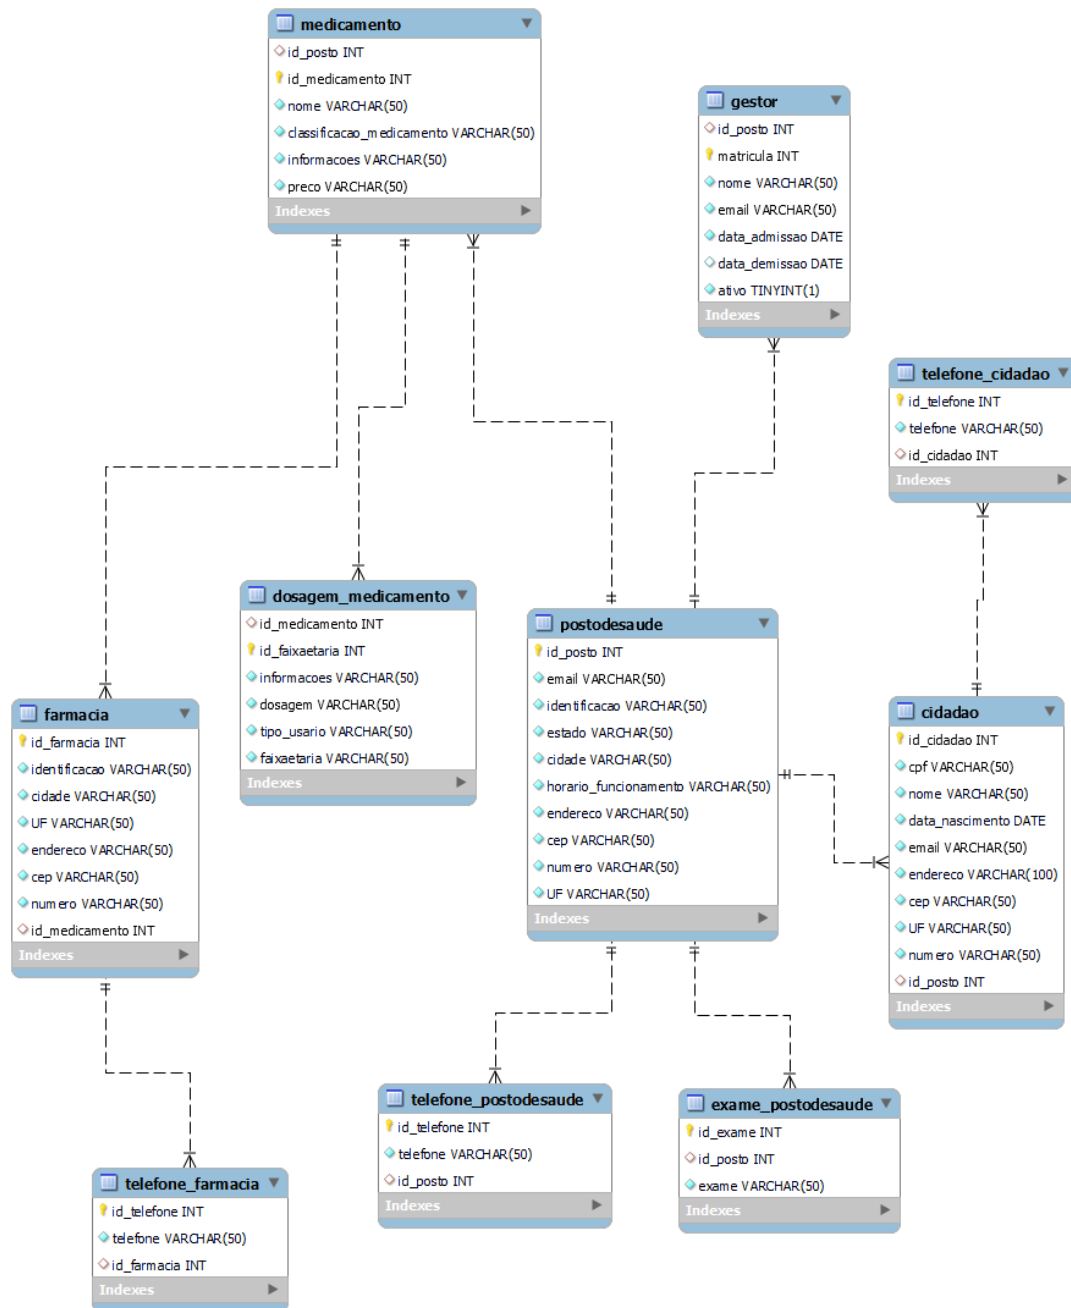 medicamento
id_posto INT
id_medicamento INT
nome VARCHAR(50)
classificacao_medicamento VARCHAR(50)
informacoes VARCHAR(50)
preco VARCHAR(50)
Indexes
gestor
id_posto INT
matricula INT
nome VARCHAR(50)
email VARCHAR(50)
data_admissao DATE
data_demissao DATE
ativo TINYINT(1)
Indexes
telefone_cidadao
id_telefone INT
telefone VARCHAR(50)
id_cidadao INT
Indexes
dosagem_medicamento
id_medicamento INT
id_faixaetaria INT
informacoes VARCHAR(50)
dosagem VARCHAR(50)
tipo_usario VARCHAR(50)
faixaetaria VARCHAR(50)
Indexes
postodesaude
id_posto INT
email VARCHAR(50)
identificacao VARCHAR(50)
estado VARCHAR(50)
cidade VARCHAR(50)
horario_funcionamento VARCHAR(50)
endereco VARCHAR(50)
cep VARCHAR(50)
numero VARCHAR(50)
UF VARCHAR(50)
Indexes
farmacia
id_farmacia INT
identificacao VARCHAR(50)
cidade VARCHAR(50)
UF VARCHAR(50)
endereco VARCHAR(50)
cep VARCHAR(50)
numero VARCHAR(50)
id_medicamento INT
Indexes
cidadao
id_cidadao INT
cpf VARCHAR(50)
nome VARCHAR(50)
data_nascimento DATE
email VARCHAR(50)
endereco VARCHAR(100)
cep VARCHAR(50)
UF VARCHAR(50)
numero VARCHAR(50)
id_posto INT
Indexes
telefone_postodesaude
id_telefone INT
telefone VARCHAR(50)
id_posto INT
Indexes
exame_postodesaude
id_exame INT
id_posto INT
exame VARCHAR(50)
Indexes
telefone_farmacia
id_telefone INT
telefone VARCHAR(50)
id_farmacia INT
Indexes